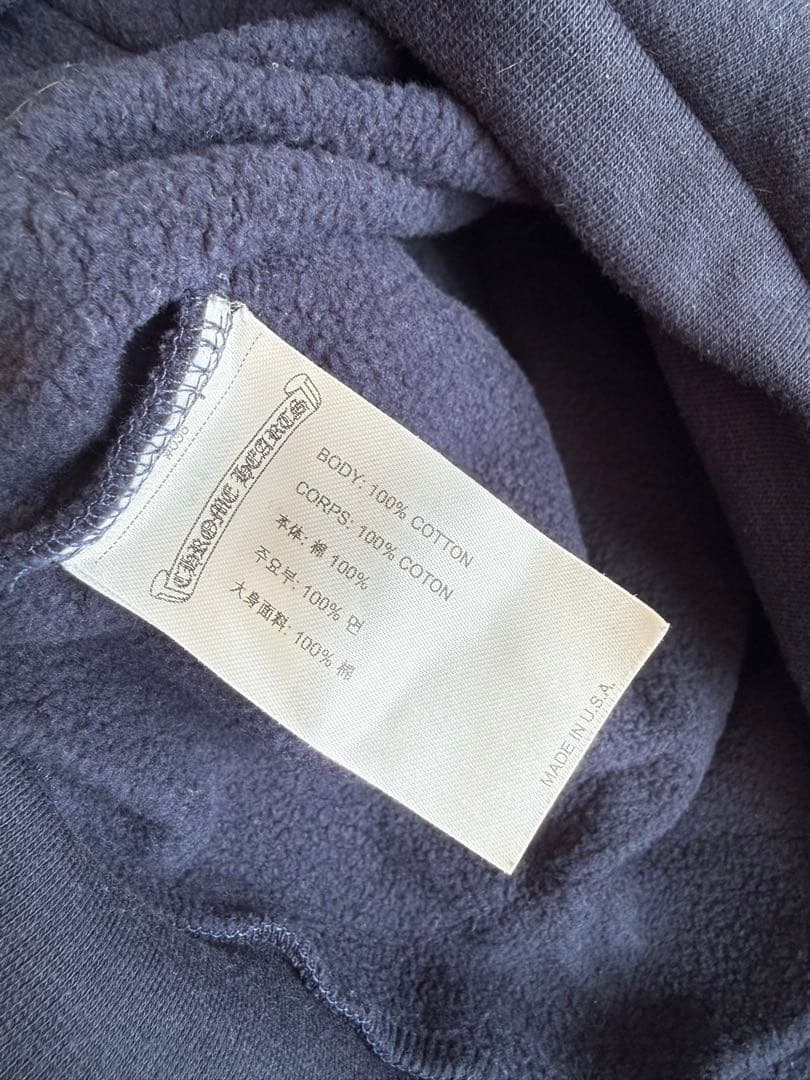 CHROME HEARTS
BODY: 100% COTTON
CORPS: 100% COTON
本体: 棉 100%
주요부: 100% 면
大身面料: 100% 棉
MADE IN U.S.A.